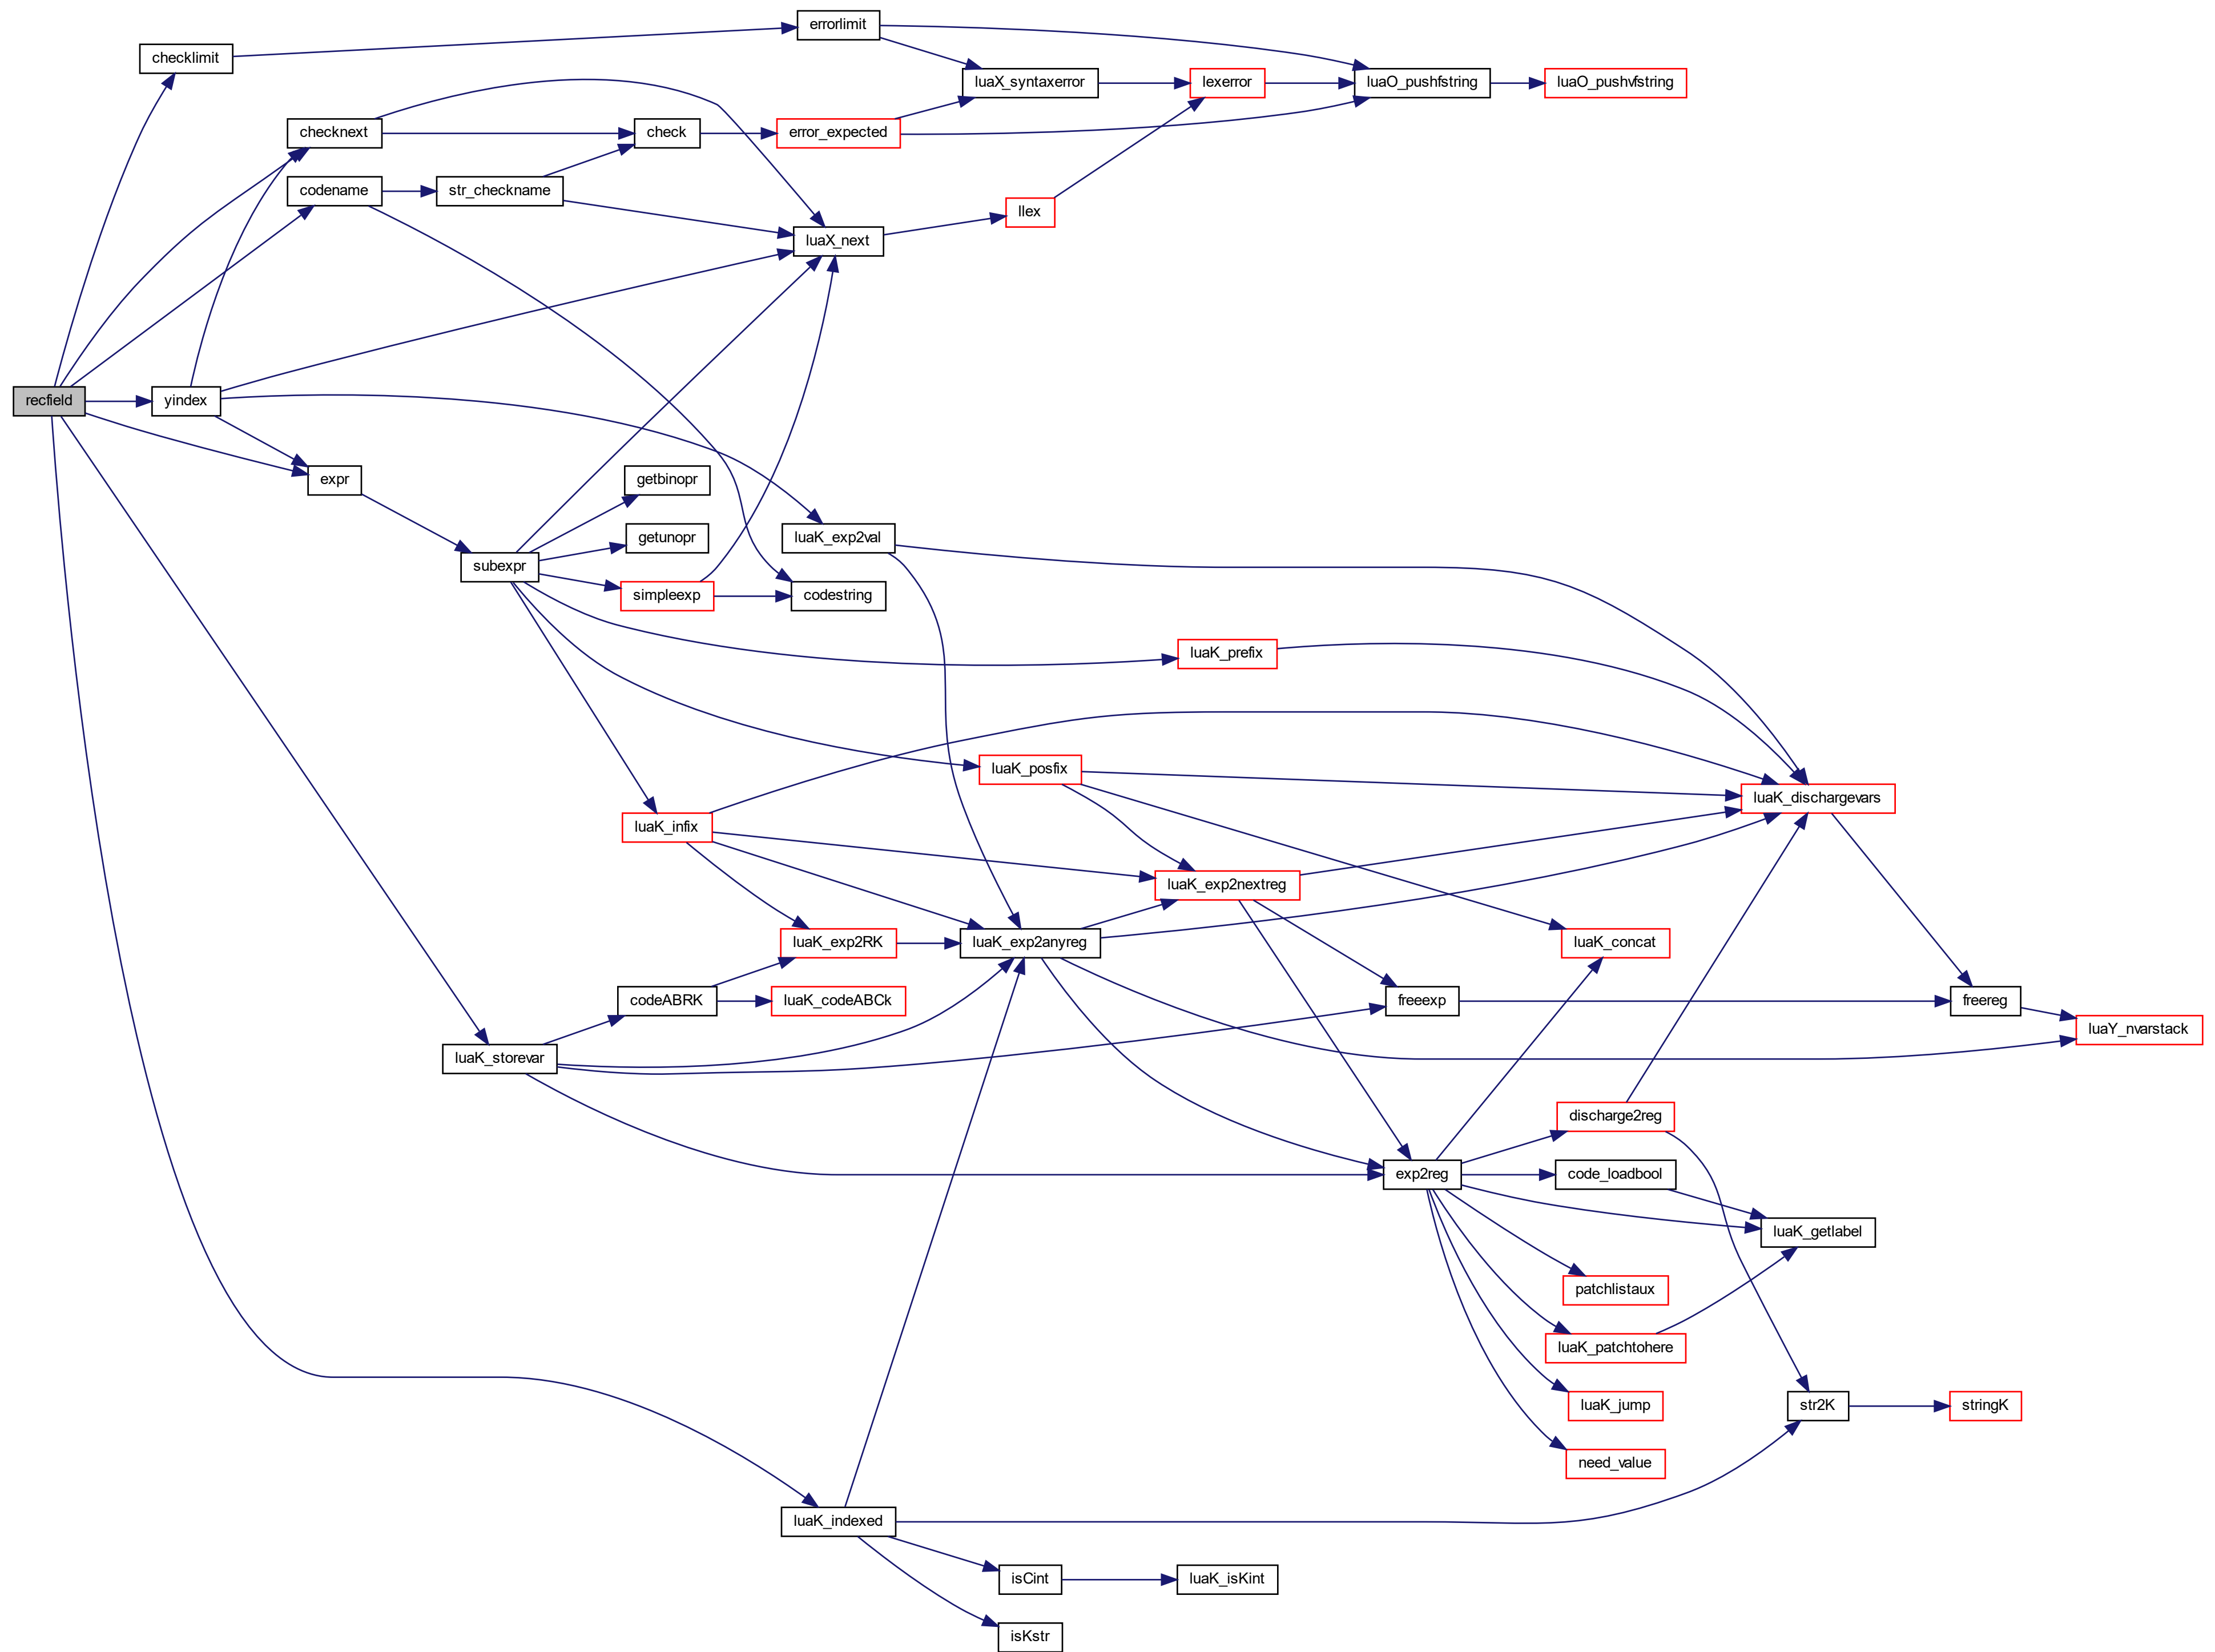 errorlimit
checklimit
luaX_syntaxerror
lexerror
luaO_pushfstring
luaO_pushvfstring
checknext
check
error_expected
codename
str_checkname
llex
luaX_next
recfield
yindex
expr
getbinopr
getunopr
luaK_exp2val
subexpr
simpleexp
codestring
luaK_prefix
luaK_posfix
luaK_dischargevars
luaK_infix
luaK_exp2nextreg
luaK_exp2RK
luaK_exp2anyreg
luaK_concat
codeABRK
luaK_codeABCk
freeexp
freereg
luaY_nvarstack
luaK_storevar
discharge2reg
exp2reg
code_loadbool
luaK_getlabel
patchlistaux
luaK_patchtohere
luaK_jump
str2K
stringK
need_value
luaK_indexed
isCint
luaK_isKint
isKstr